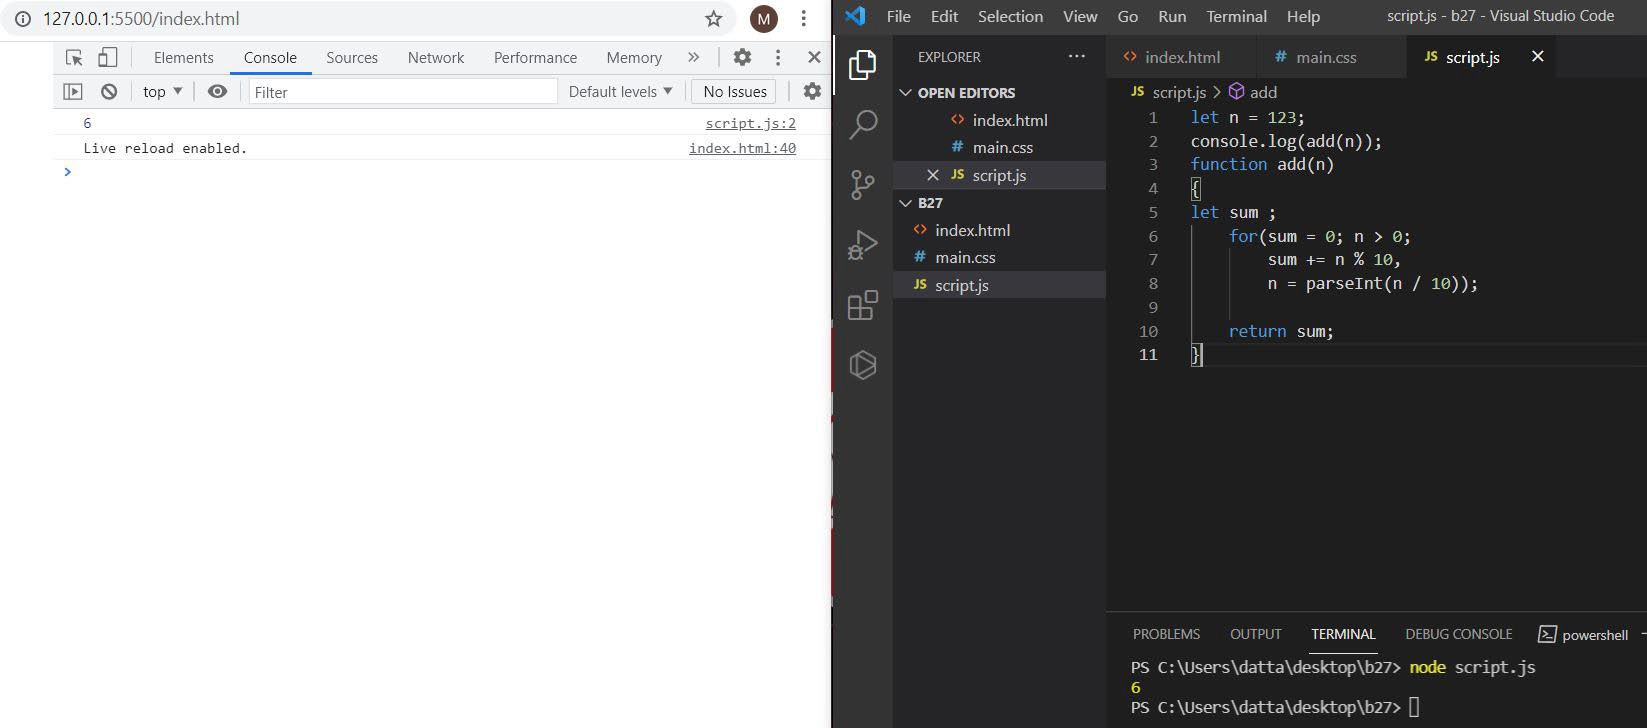 127.0.0.1:5500/index.html M
Elements Console Sources Network Performance Memory »
top Filter Default levels No Issues
6 script.js:2
Live reload enabled. index.html:40
>
File Edit Selection View Go Run Terminal Help script.js - b27 - Visual Studio Code
EXPLORER ...
OPEN EDITORS
<> index.html
# main.css
JS script.js
B27
<> index.html
# main.css
JS script.js
<> index.html # main.css JS script.js
JS script.js > add
1 let n = 123;
2 console.log(add(n));
3 function add(n)
4 {
5 let sum ;
6 for(sum = 0; n > 0;
7 sum += n % 10,
8 n = parseInt(n / 10));
9
10 return sum;
11 }
PROBLEMS OUTPUT TERMINAL DEBUG CONSOLE powershell
PS C:\Users\datta\desktop\b27> node script.js
6
PS C:\Users\datta\desktop\b27>